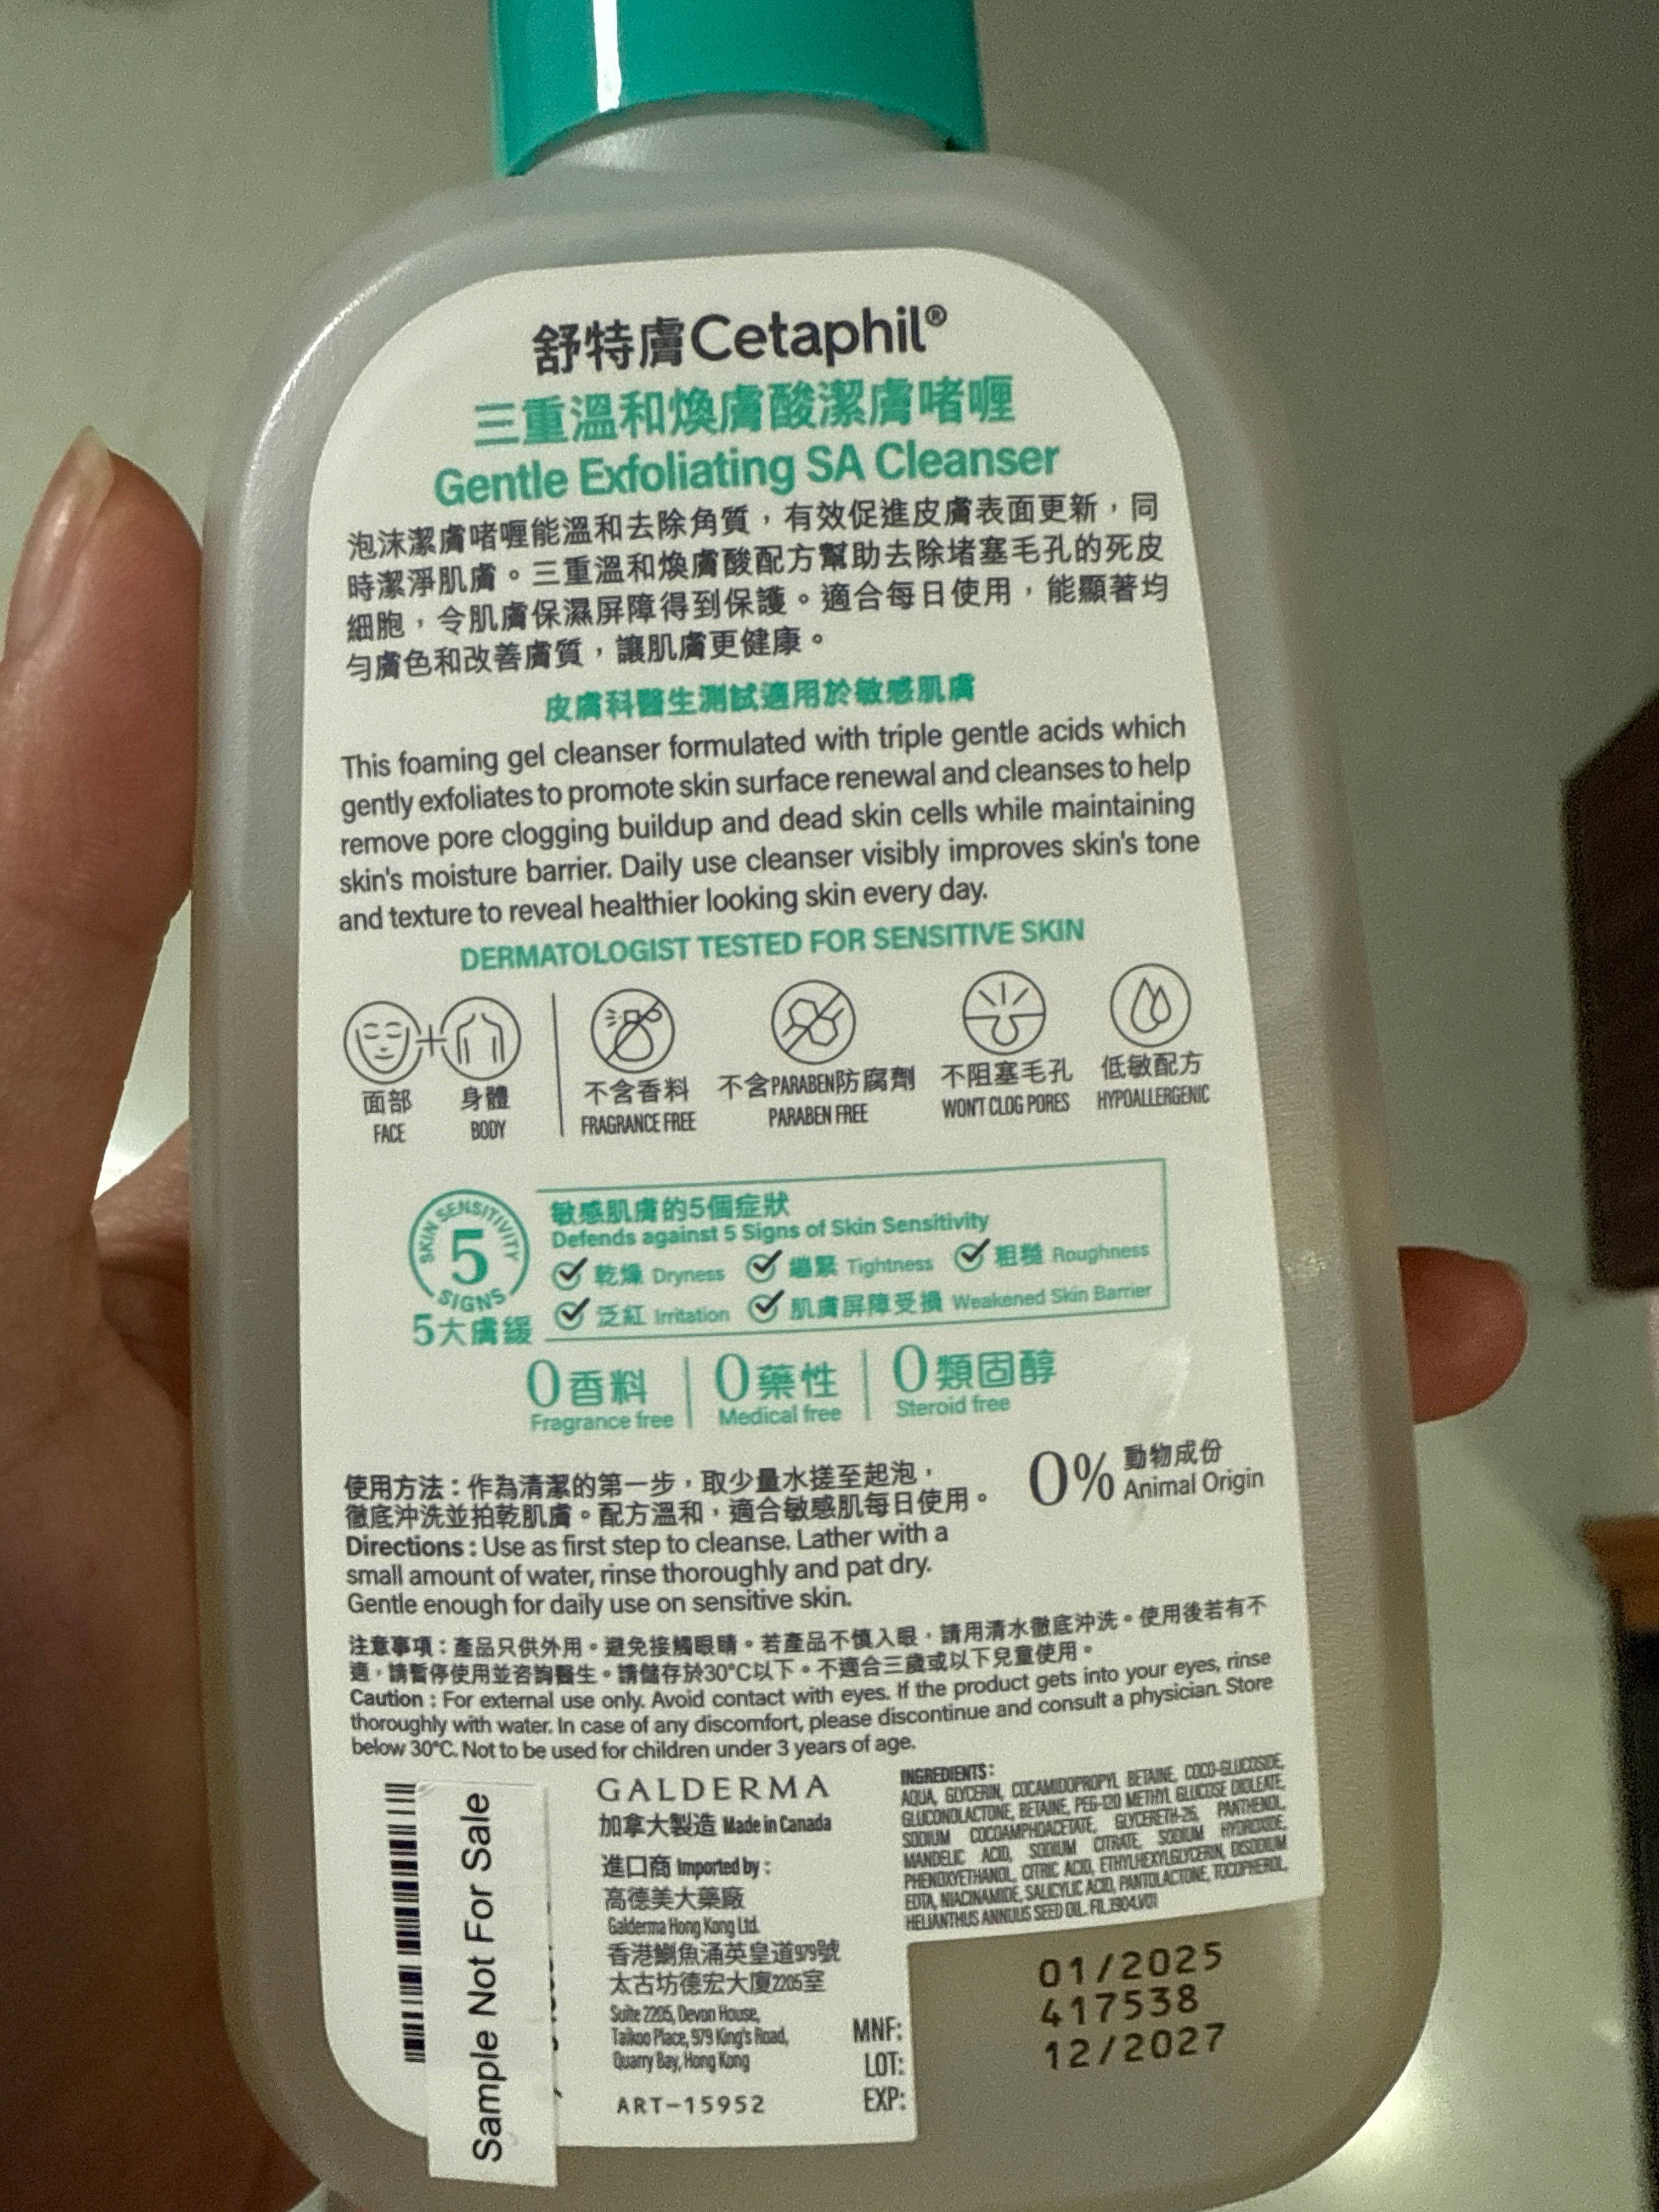 舒特膚Cetaphil®
三重溫和煥膚酸潔膚啫喱
Gentle Exfoliating SA Cleanser
泡沫潔膚啫喱能溫和去除角質，有效促進皮膚表面更新，同
時潔淨肌膚。三重溫和煥膚酸配方幫助去除堵塞毛孔的死皮
細胞，令肌膚保濕屏障得到保護。適合每日使用，能顯著均
勻膚色和改善膚質，讓肌膚更健康。
皮膚科醫生測試適用於敏感肌膚
This foaming gel cleanser formulated with triple gentle acids which
gently exfoliates to promote skin surface renewal and cleanses to help
remove pore clogging buildup and dead skin cells while maintaining
skin's moisture barrier. Daily use cleanser visibly improves skin's tone
and texture to reveal healthier looking skin every day.
DERMATOLOGIST TESTED FOR SENSITIVE SKIN
面部 身體 不含香料 不含PARABEN防腐劑 不阻塞毛孔 低敏配方
FACE BODY FRAGRANCE FREE PARABEN FREE WON'T CLOG PORES HYPOALLERGENIC
SKIN SENSITIVITY
5
SIGNS
5大膚緩
敏感肌膚的5個症狀
Defends against 5 Signs of Skin Sensitivity
乾燥 Dryness 繃緊 Tightness 粗糙 Roughness
泛紅 Irritation 肌膚屏障受損 Weakened Skin Barrier
0香料 0藥性 0類固醇
Fragrance free Medical free Steroid free
0% 動物成份
Animal Origin
使用方法：作為清潔的第一步，取少量水搓至起泡，
徹底沖洗並拍乾肌膚。配方溫和，適合敏感肌每日使用。
Directions : Use as first step to cleanse. Lather with a
small amount of water, rinse thoroughly and pat dry.
Gentle enough for daily use on sensitive skin.
注意事項：產品只供外用。避免接觸眼睛。若產品不慎入眼，請用清水徹底沖洗。使用後若有不
適，請暫停使用並咨詢醫生。請儲存於30°C以下。不適合三歲或以下兒童使用。
Caution : For external use only. Avoid contact with eyes. If the product gets into your eyes, rinse
thoroughly with water. In case of any discomfort, please discontinue and consult a physician. Store
below 30°C. Not to be used for children under 3 years of age.
Sample Not For Sale
GALDERMA
加拿大製造 Made in Canada
進口商 Imported by :
高德美大藥廠
Galderma Hong Kong Ltd.
香港鰂魚涌英皇道979號
太古坊德宏大廈2205室
Suite 2205, Devon House,
Taikoo Place, 979 King's Road,
Quarry Bay, Hong Kong
ART-15952
INGREDIENTS :
AQUA, GLYCERIN, COCAMIDOPROPYL BETAINE, COCO-GLUCOSIDE,
GLUCONOLACTONE, BETAINE, PEG-120 METHYL GLUCOSE DIOLEATE,
SODIUM COCOAMPHOACETATE, GLYCERETH-26, PANTHENOL,
MANDELIC ACID, SODIUM CITRATE, SODIUM HYDROXIDE,
PHENOXYETHANOL, CITRIC ACID, ETHYLHEXYLGLYCERIN, DISODIUM
EDTA, NIACINAMIDE, SALICYLIC ACID, PANTOLACTONE, TOCOPHEROL,
HELIANTHUS ANNUUS SEED OIL. FIL.3904.V01
MNF: 01/2025
LOT: 417538
EXP: 12/2027